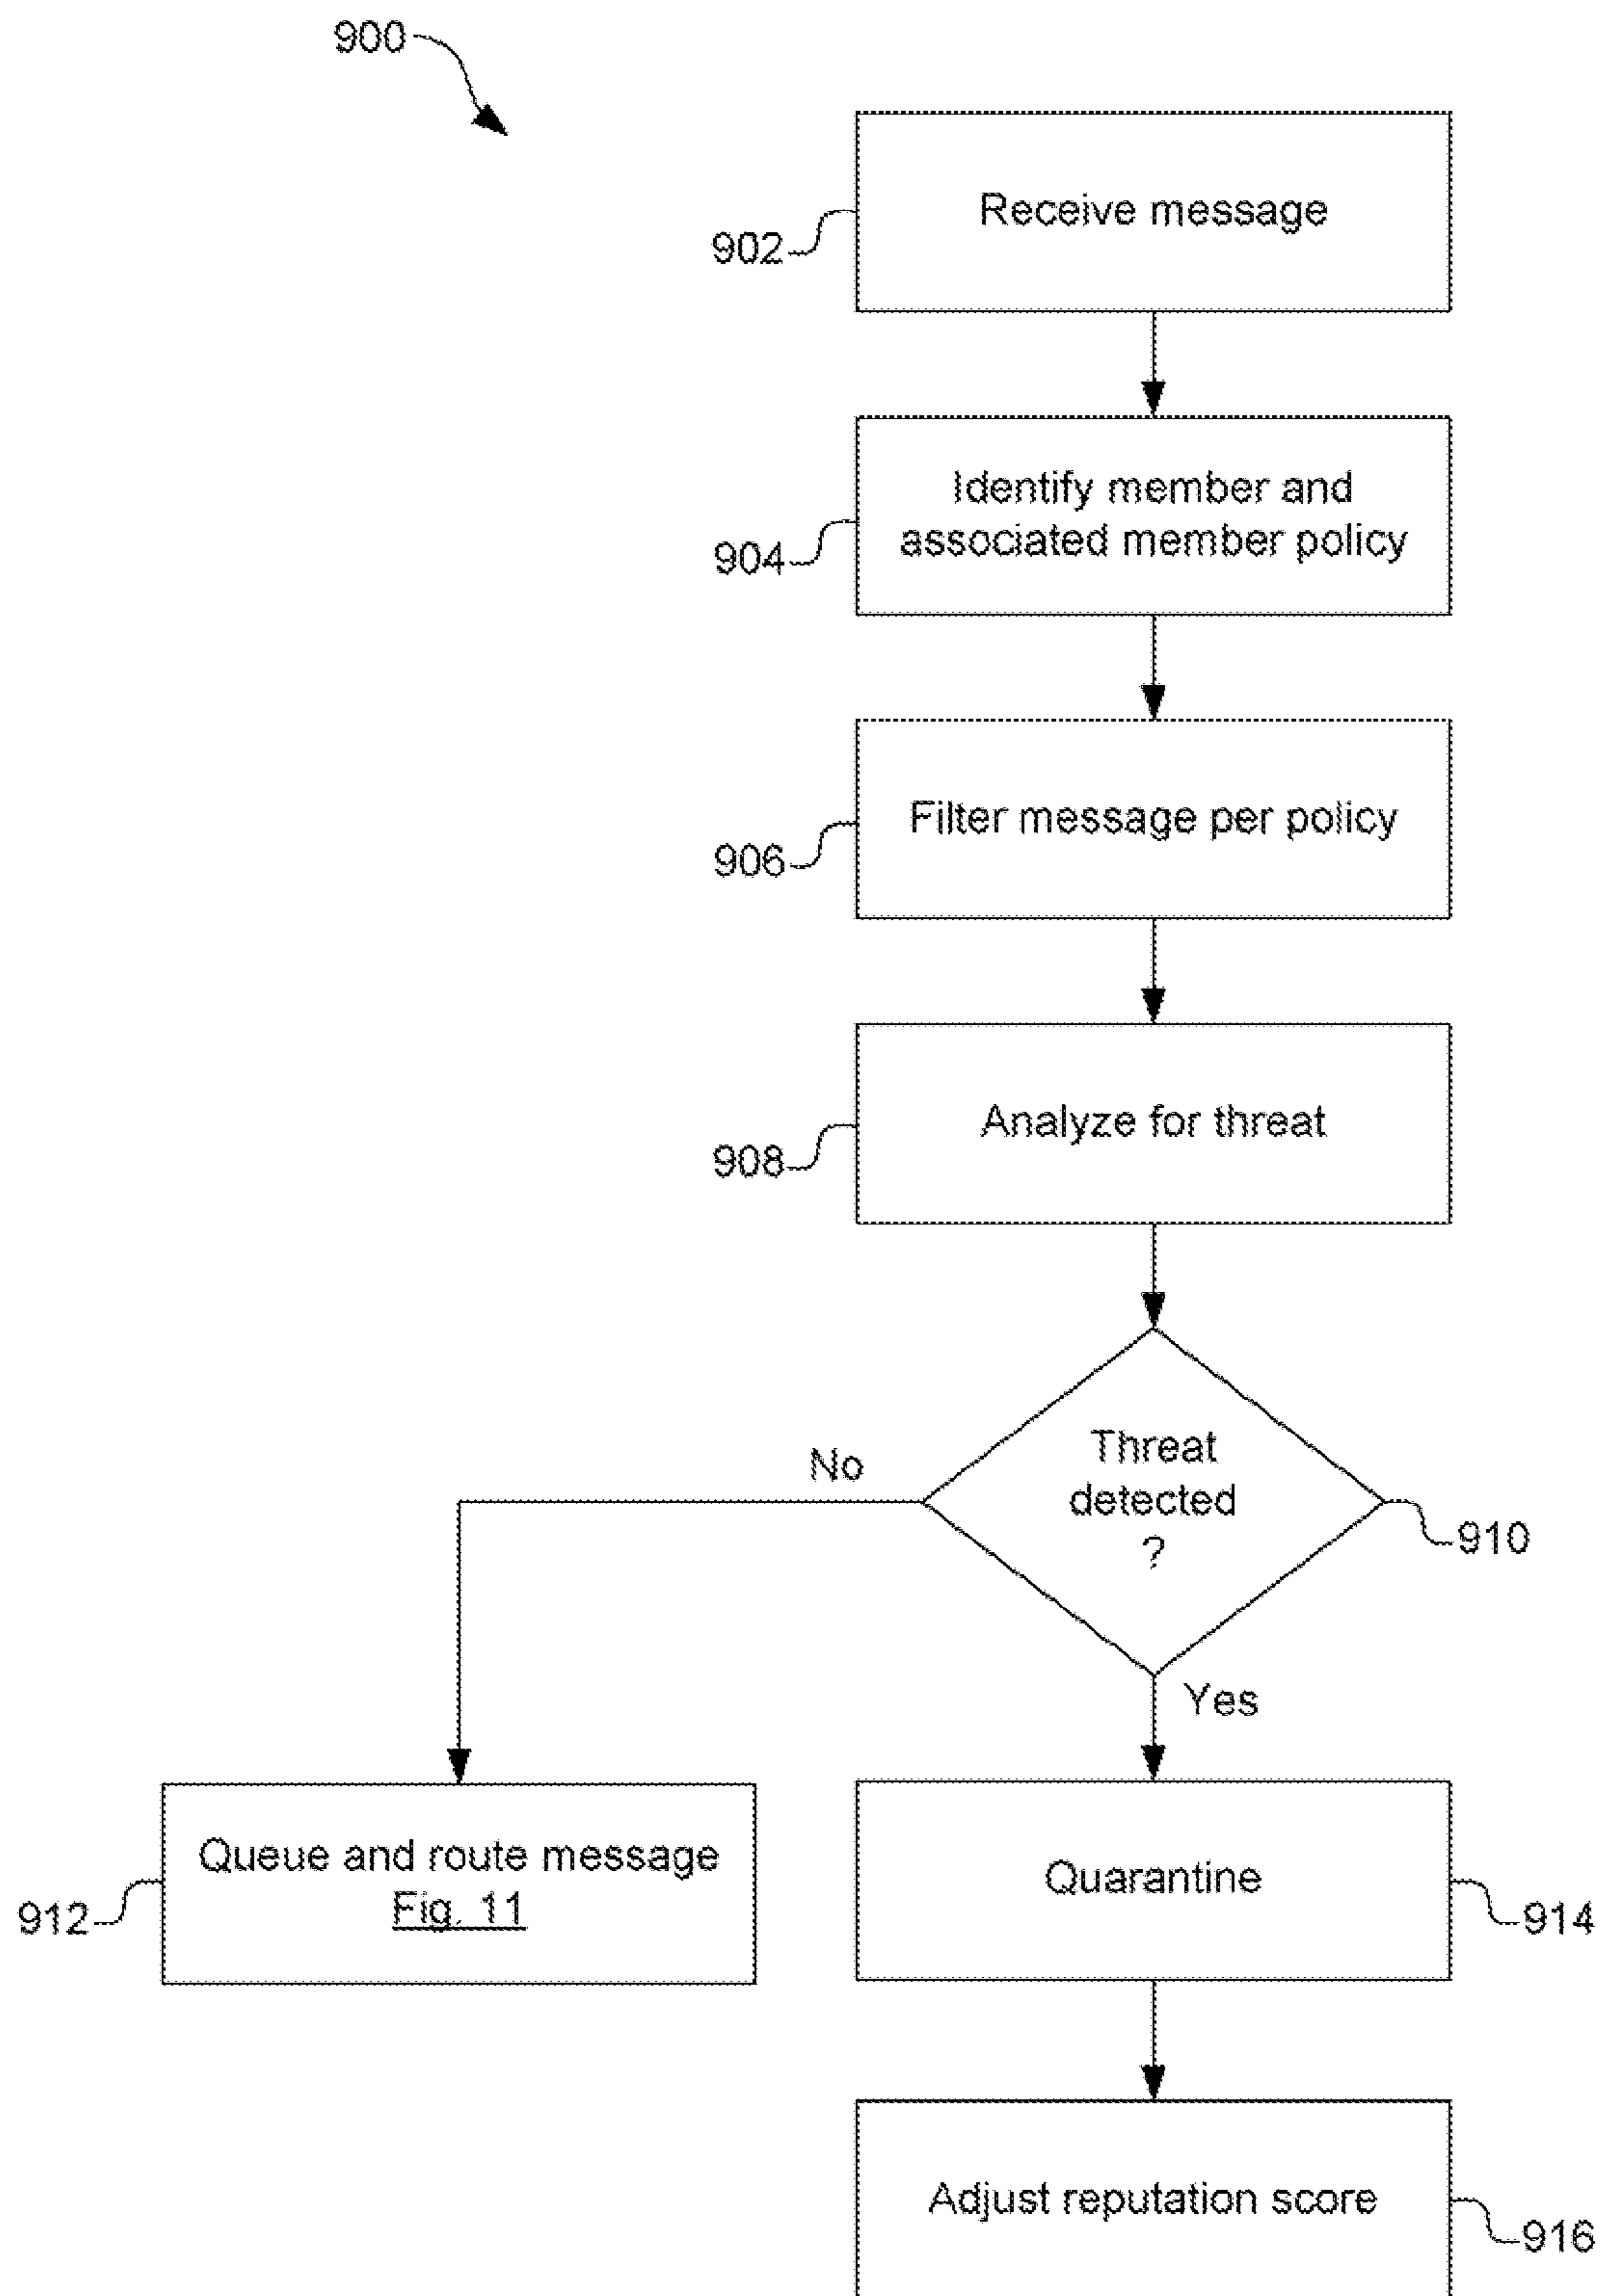 900
Receive message
902
Identify member and
associated member policy
904
Filter message per policy
906
Analyze for threat
908
Threat
detected
?
910
No
Yes
Queue and route message
Fig. 11
912
Quarantine
914
Adjust reputation score
916